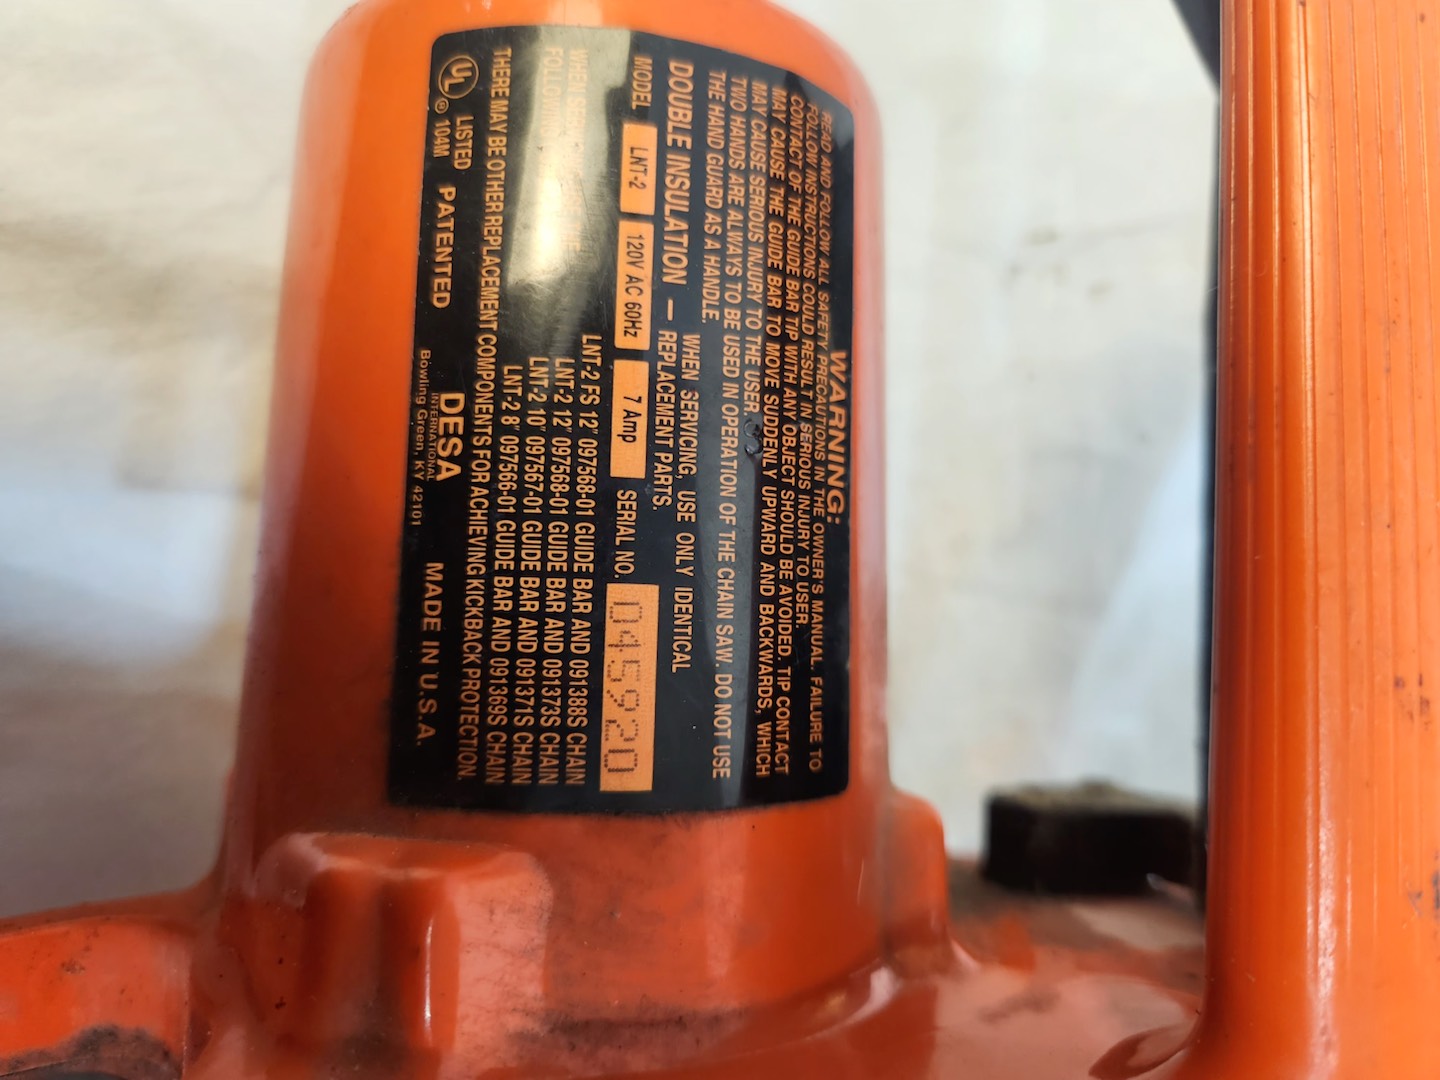 WARNING:
READ AND FOLLOW ALL SAFETY PRECAUTIONS IN THE OWNER'S MANUAL. FAILURE TO
FOLLOW INSTRUCTIONS COULD RESULT IN SERIOUS INJURY TO USER.
CONTACT OF THE GUIDE BAR TIP WITH ANY OBJECT SHOULD BE AVOIDED. TIP CONTACT
MAY CAUSE THE GUIDE BAR TO MOVE SUDDENLY UPWARD AND BACKWARDS, WHICH
MAY CAUSE SERIOUS INJURY TO THE USER.
TWO HANDS ARE ALWAYS TO BE USED IN OPERATION OF THE CHAIN SAW. DO NOT USE
THE HAND GUARD AS A HANDLE.
DOUBLE INSULATION — WHEN SERVICING, USE ONLY IDENTICAL
REPLACEMENT PARTS.
MODEL LNT-2 120V AC 60Hz 7 Amp SERIAL NO. 045920
WHEN
FOLLOWING
LNT-2 FS 12" 097568-01 GUIDE BAR AND 091388S CHAIN
LNT-2 12" 097568-01 GUIDE BAR AND 091373S CHAIN
LNT-2 10" 097567-01 GUIDE BAR AND 091371S CHAIN
LNT-2 8" 097566-01 GUIDE BAR AND 091369S CHAIN
THERE MAY BE OTHER REPLACEMENT COMPONENTS FOR ACHIEVING KICKBACK PROTECTION.
UL ® LISTED 104M PATENTED DESA INTERNATIONAL Bowling Green, KY 42101 MADE IN U.S.A.